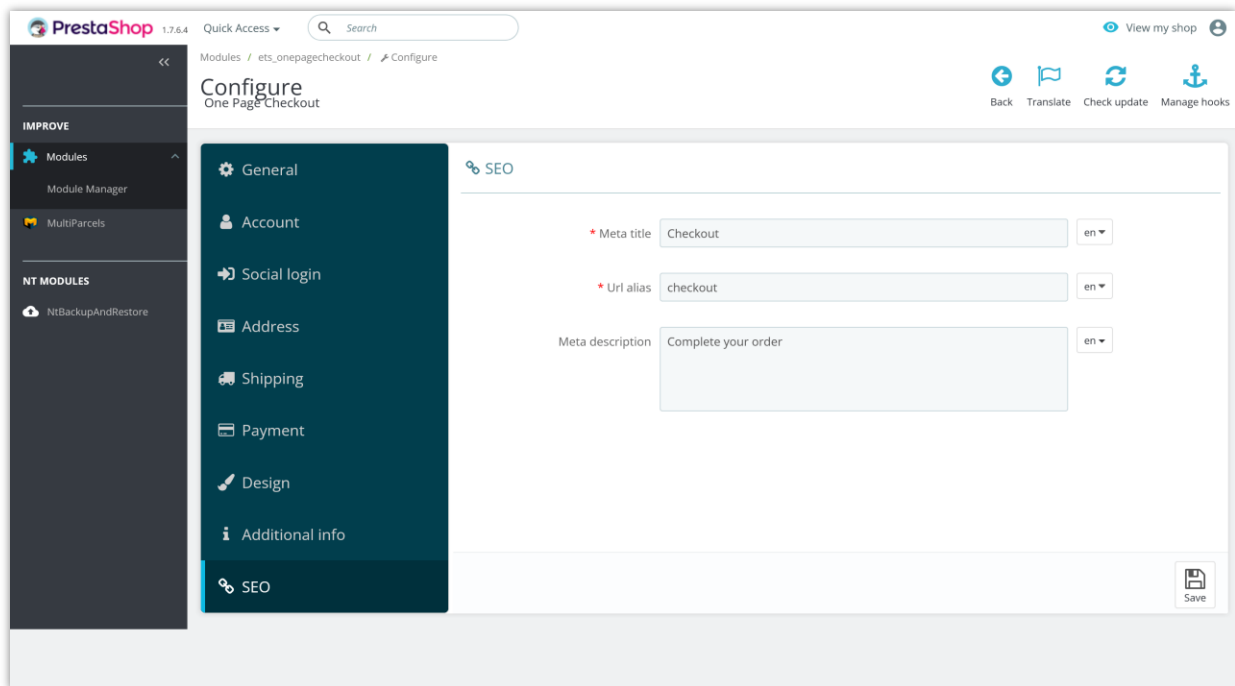 PrestaShop 1.7.6.4 Quick Access Search View my shop
Modules / ets_onepagecheckout / Configure
Configure
One Page Checkout
Back Translate Check update Manage hooks
IMPROVE
Modules
Module Manager
MultiParcels
NT MODULES
NtBackupAndRestore
General
Account
Social login
Address
Shipping
Payment
Design
Additional info
SEO
SEO
* Meta title Checkout en
* Url alias checkout en
Meta description Complete your order en
Save